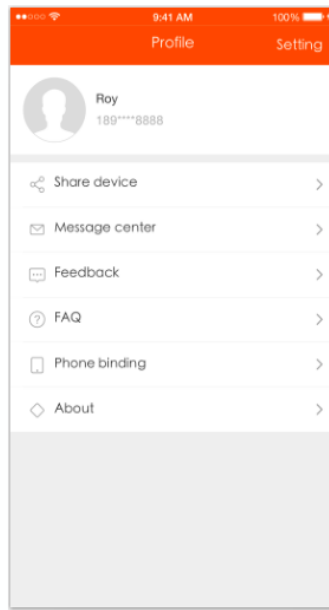 9:41 AM 100%
Profile Setting
Roy
189****8888
Share device
Message center
Feedback
FAQ
Phone binding
About